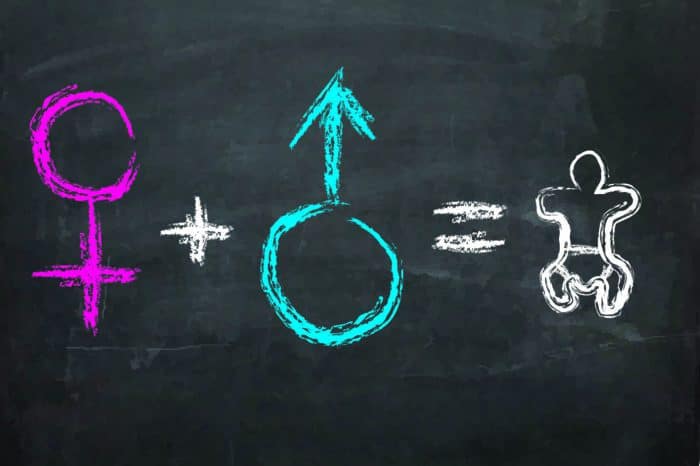 ♀ + ♂ =